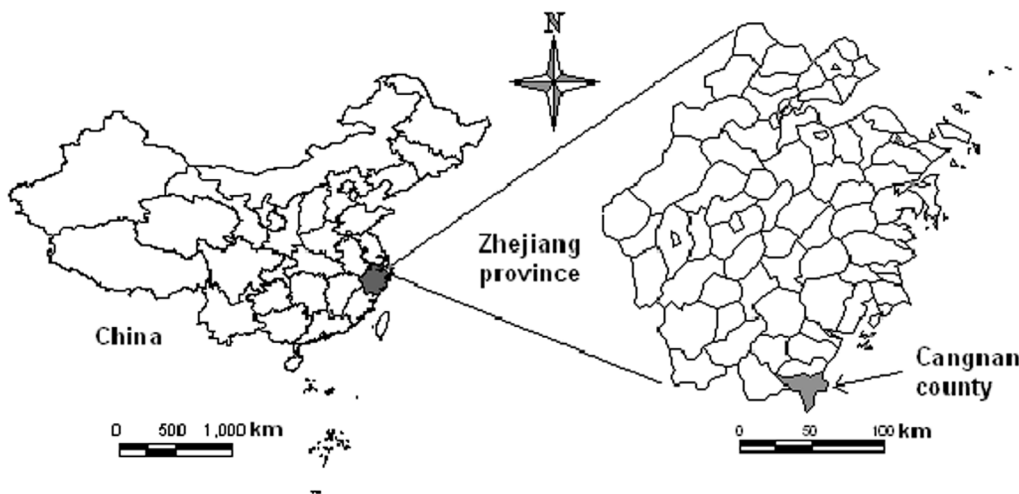 N
Zhejiang
province
China
Cangnan
county
0 500 1,000 km
0 50 100 km